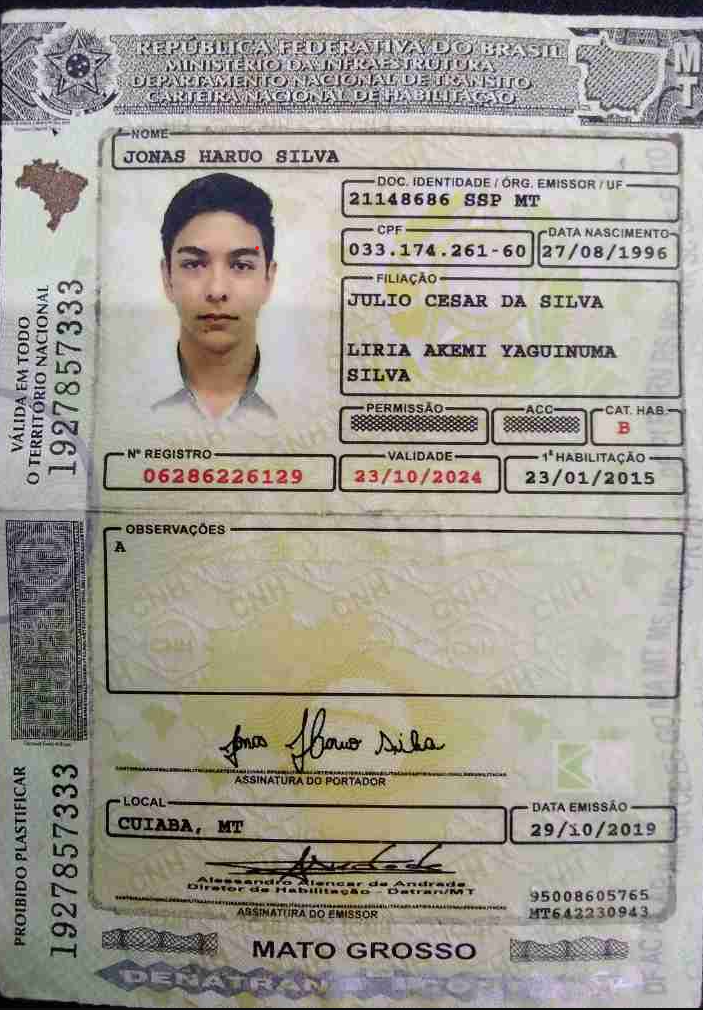 REPÚBLICA FEDERATIVA DO BRASIL
MINISTÉRIO DA INFRAESTRUTURA
DEPARTAMENTO NACIONAL DE TRÂNSITO
CARTEIRA NACIONAL DE HABILITAÇÃO
MT
NOME
JONAS HARUO SILVA
DOC. IDENTIDADE / ÓRG. EMISSOR / UF
21148686 SSP MT
CPF
033.174.261-60
DATA NASCIMENTO
27/08/1996
FILIAÇÃO
JULIO CESAR DA SILVA
LIRIA AKEMI YAGUINUMA
SILVA
PERMISSÃO
ACC
CAT. HAB.
B
Nº REGISTRO
06286226129
VALIDADE
23/10/2024
1ª HABILITAÇÃO
23/01/2015
VÁLIDA EM TODO
O TERRITÓRIO NACIONAL
1927857333
OBSERVAÇÕES
A
Jonas Haruo Silva
ASSINATURA DO PORTADOR
LOCAL
CUIABA, MT
DATA EMISSÃO
29/10/2019
Alessandro Alencar de Andrade
Diretor de Habilitação - Detran/MT
ASSINATURA DO EMISSOR
95008605765
MT642230943
PROIBIDO PLASTIFICAR
1927857333
MATO GROSSO
DENATRAN